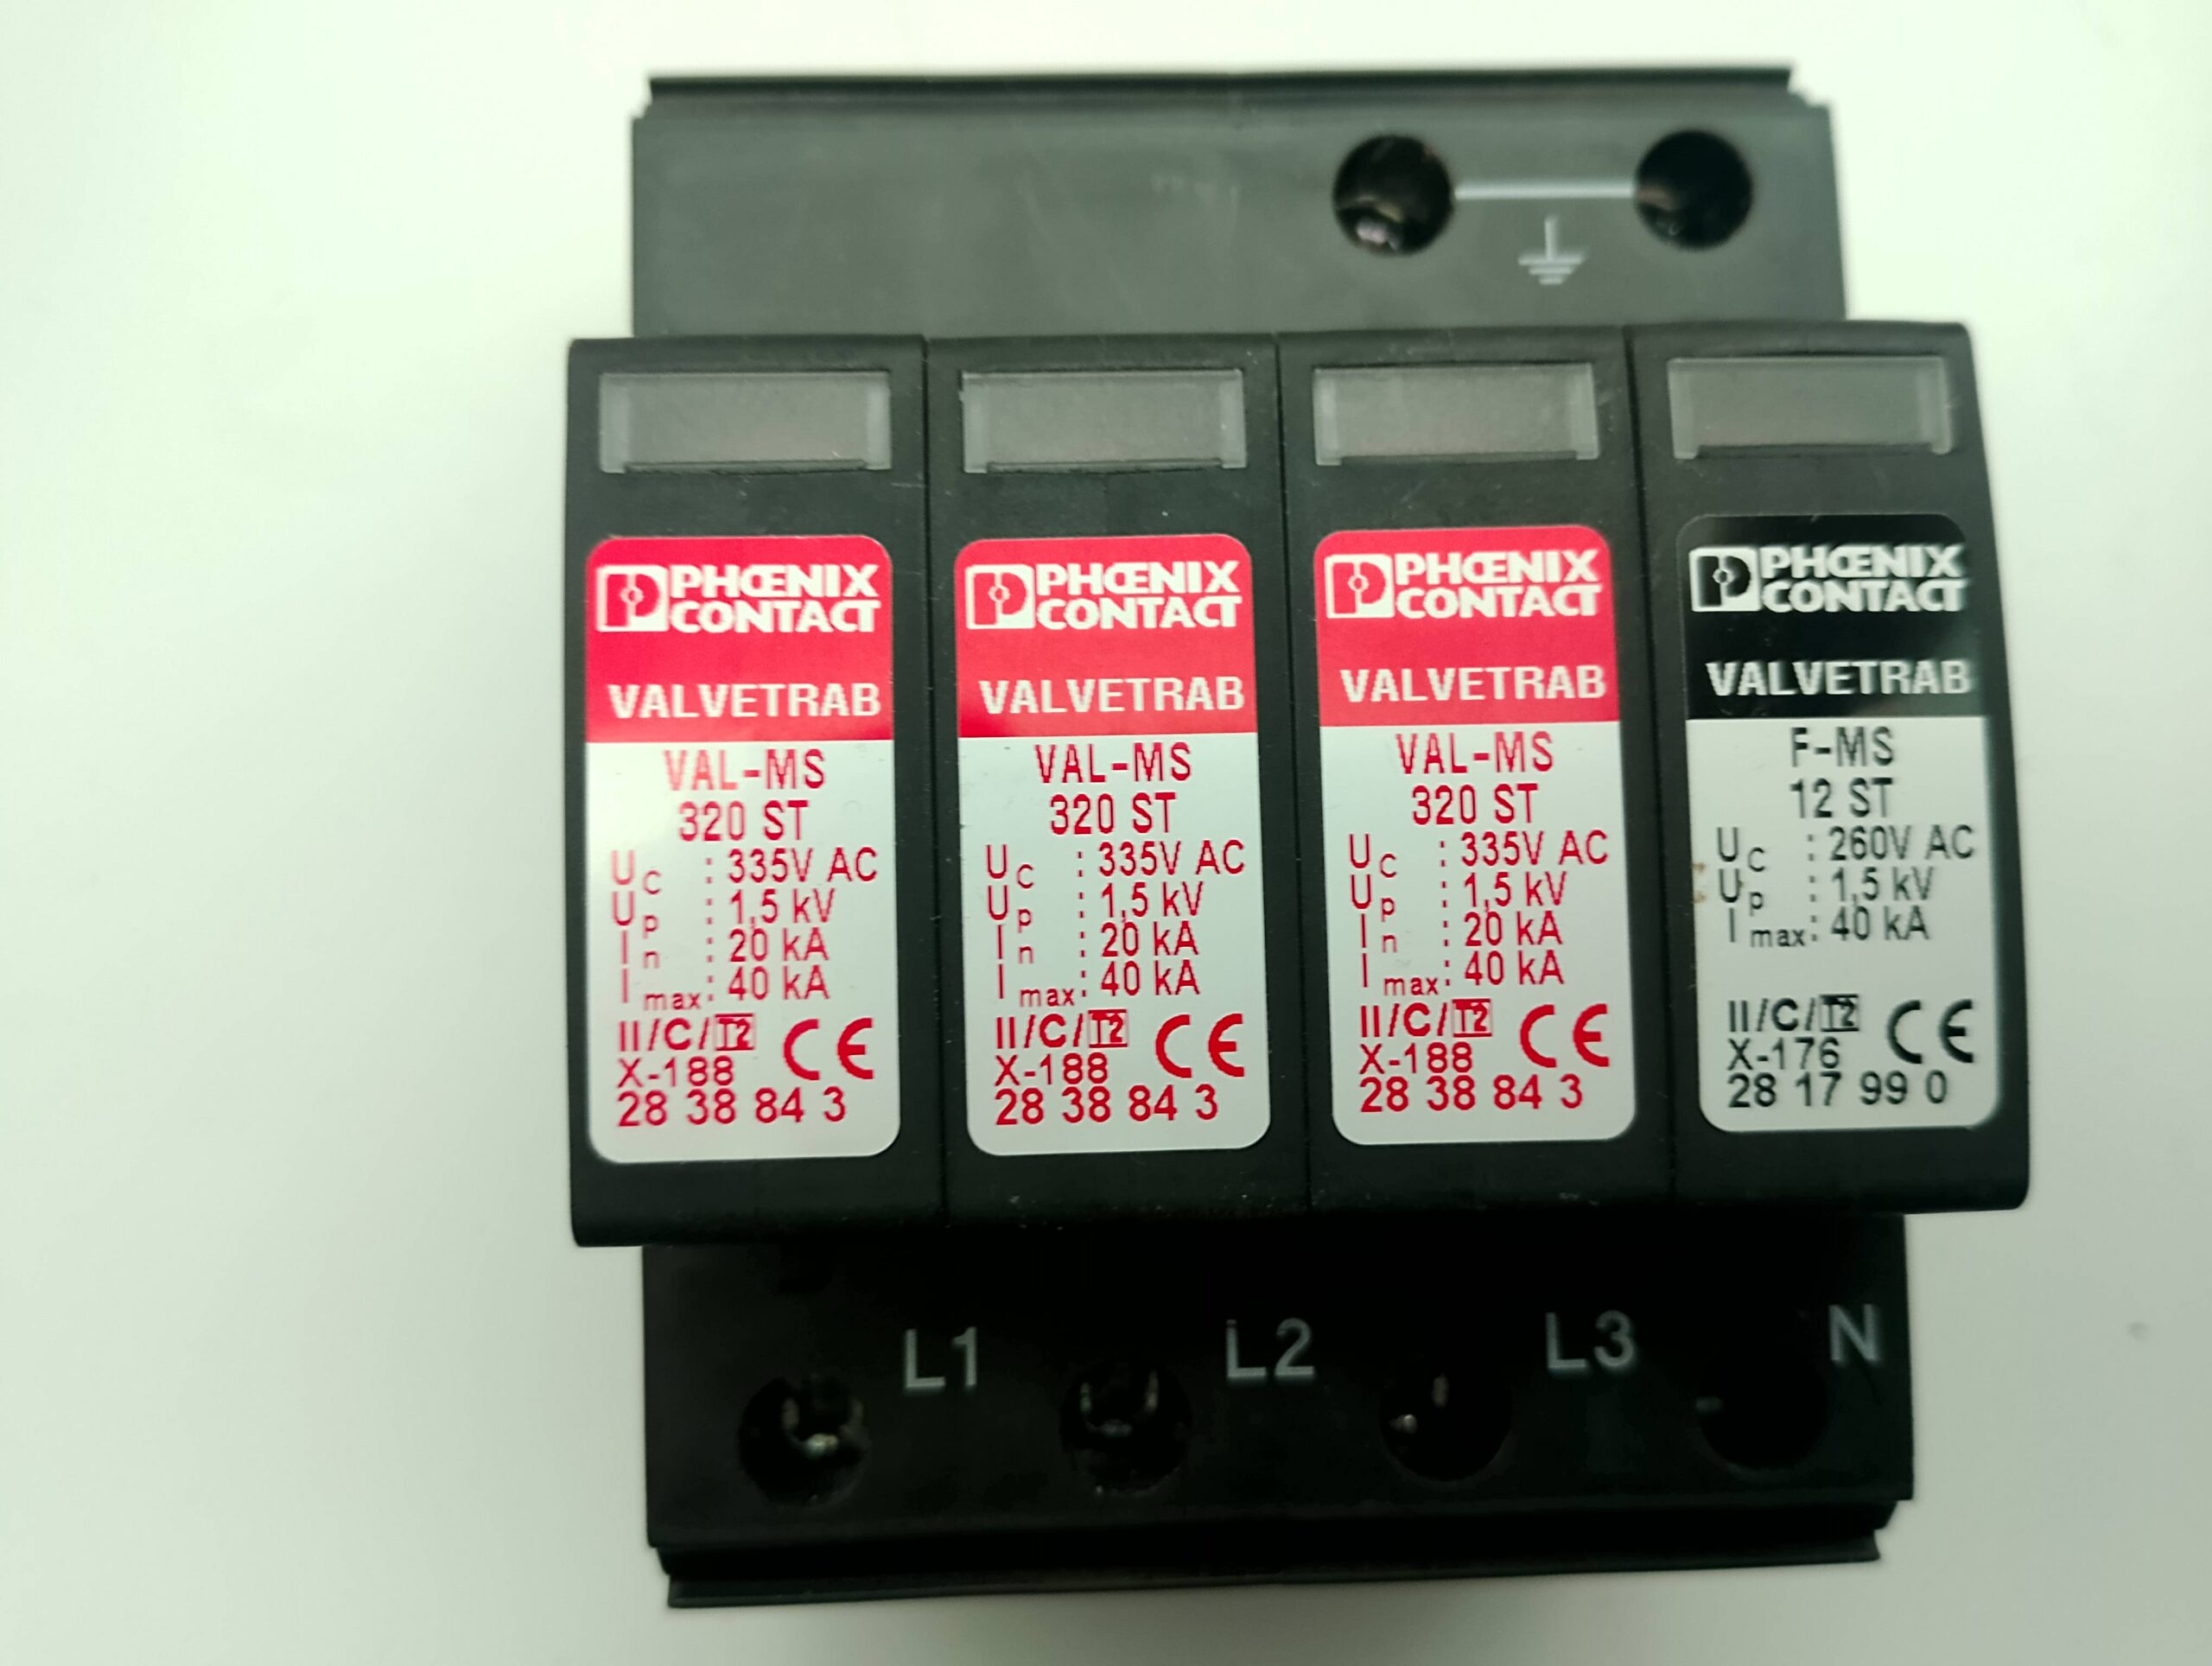 PHŒNIX
CONTACT
VALVETRAB
VAL-MS
320 ST
UC : 335V AC
Up : 1,5 kV
In : 20 kA
Imax: 40 kA
II/C/T2 CE
X-188
28 38 84 3
PHŒNIX
CONTACT
VALVETRAB
VAL-MS
320 ST
UC : 335V AC
Up : 1,5 kV
In : 20 kA
Imax: 40 kA
II/C/T2 CE
X-188
28 38 84 3
PHŒNIX
CONTACT
VALVETRAB
VAL-MS
320 ST
UC : 335V AC
Up : 1,5 kV
In : 20 kA
Imax: 40 kA
II/C/T2 CE
X-188
28 38 84 3
PHŒNIX
CONTACT
VALVETRAB
F-MS
12 ST
UC : 260V AC
Up : 1,5 kV
Imax: 40 kA
II/C/T2 CE
X-176
28 17 99 0
L1 L2 L3 N